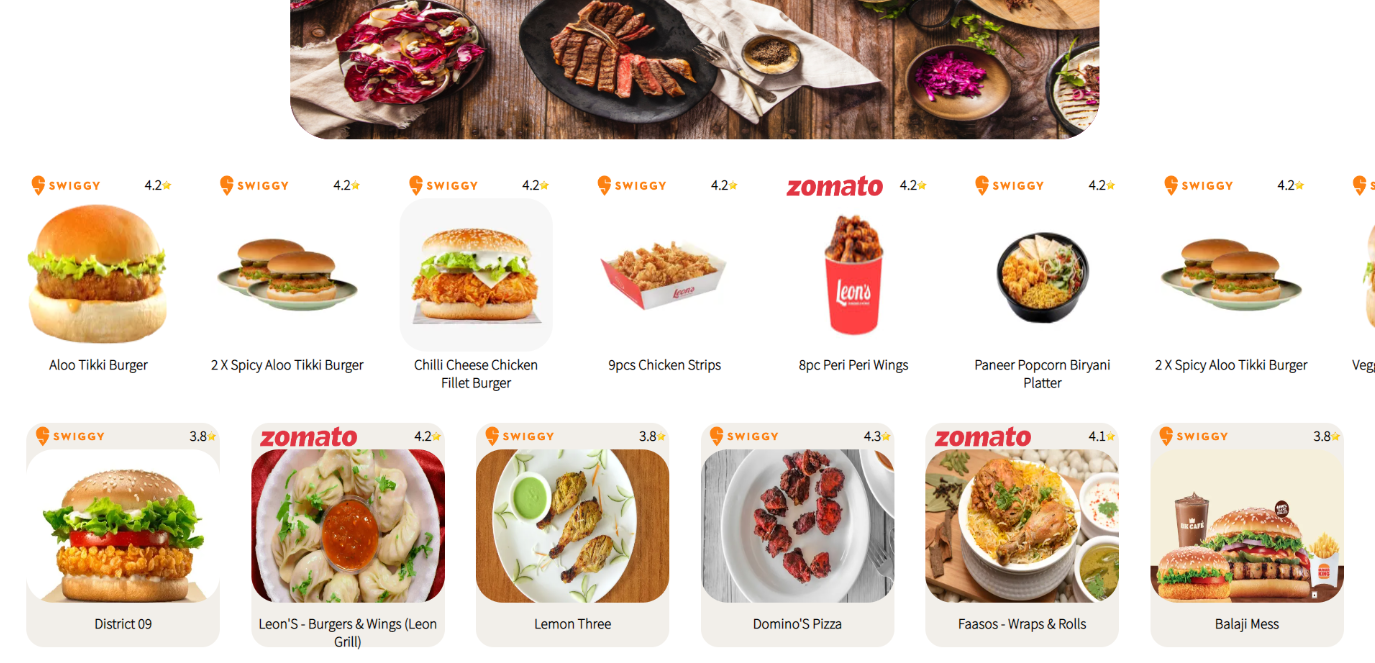 SWIGGY 4.2⭐ SWIGGY 4.2⭐ SWIGGY 4.2⭐ SWIGGY 4.2⭐ zomato 4.2⭐ SWIGGY 4.2⭐ SWIGGY 4.2⭐
Leon's
Leon's
Aloo Tikki Burger
2 X Spicy Aloo Tikki Burger
Chilli Cheese Chicken
Fillet Burger
9pcs Chicken Strips
8pc Peri Peri Wings
Paneer Popcorn Biryani
Platter
2 X Spicy Aloo Tikki Burger
SWIGGY 3.8⭐ zomato 4.2⭐ SWIGGY 3.8⭐ SWIGGY 4.3⭐ zomato 4.1⭐ SWIGGY 3.8⭐
BK CAFE
District 09
Leon'S - Burgers & Wings (Leon
Grill)
Lemon Three
Domino'S Pizza
Faasos - Wraps & Rolls
Balaji Mess